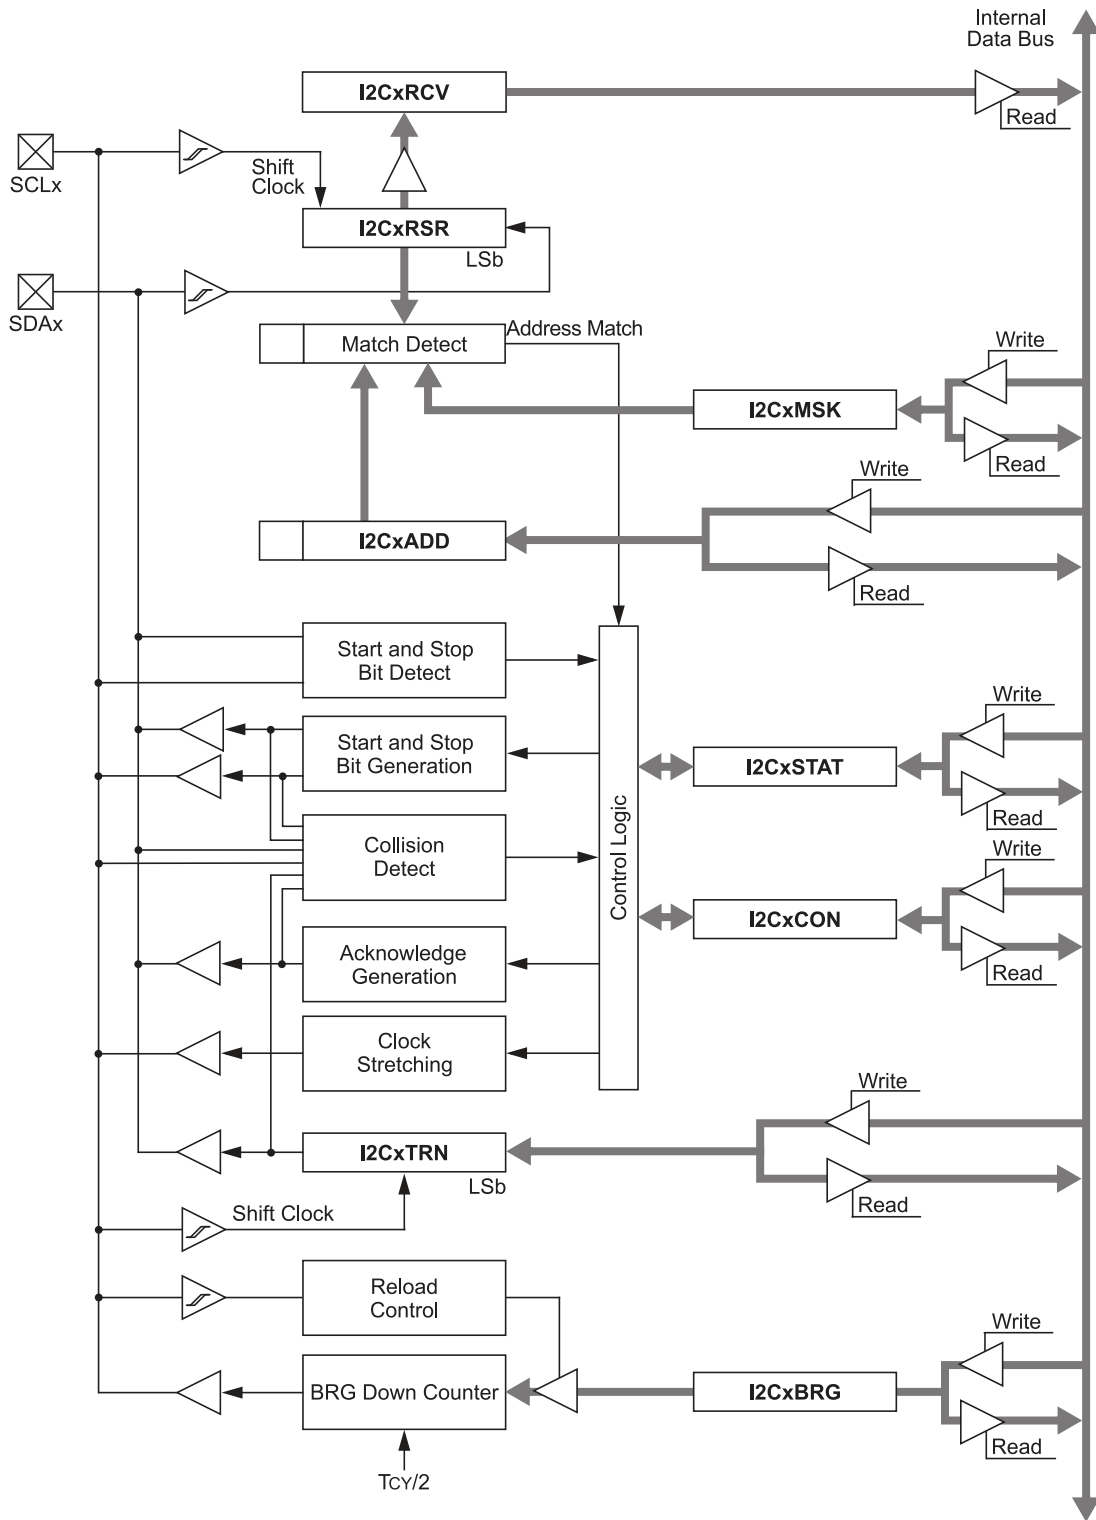 Internal
Data Bus
I2CxRCV
Read
SCLx
Shift
Clock
I2CxRSR
LSb
SDAx
Match Detect
Address Match
Write
I2CxMSK
Read
Write
I2CxADD
Read
Start and Stop
Bit Detect
Write
Start and Stop
Bit Generation
I2CxSTAT
Read
Collision
Detect
Control Logic
Write
I2CxCON
Read
Acknowledge
Generation
Clock
Stretching
Write
I2CxTRN
LSb
Read
Shift Clock
Reload
Control
Write
BRG Down Counter
I2CxBRG
Read
TCY/2